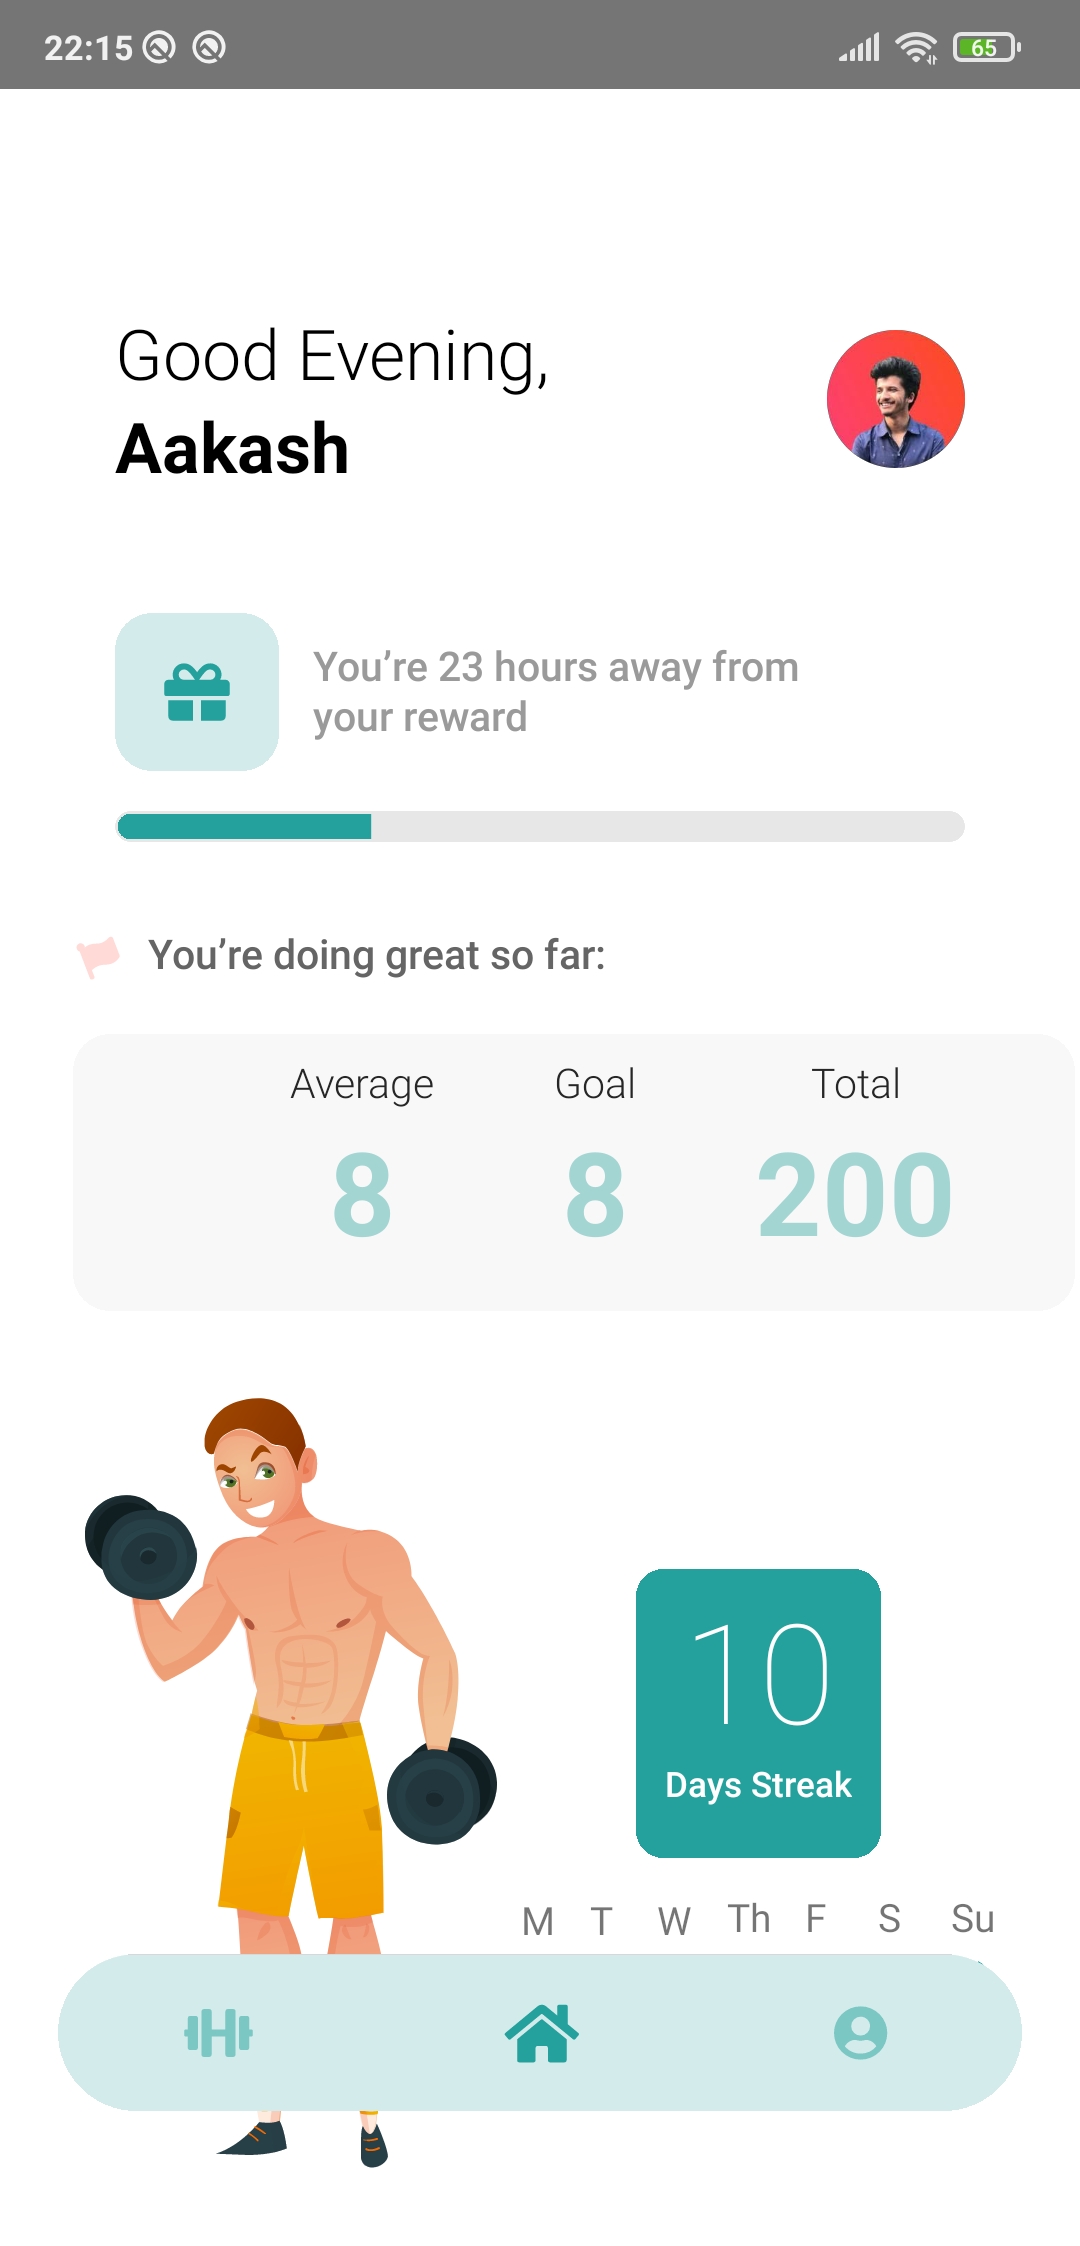 22:15
65
Good Evening,
Aakash
You’re 23 hours away from
your reward
You’re doing great so far:
Average Goal Total
8 8 200
10
Days Streak
M T W Th F S Su